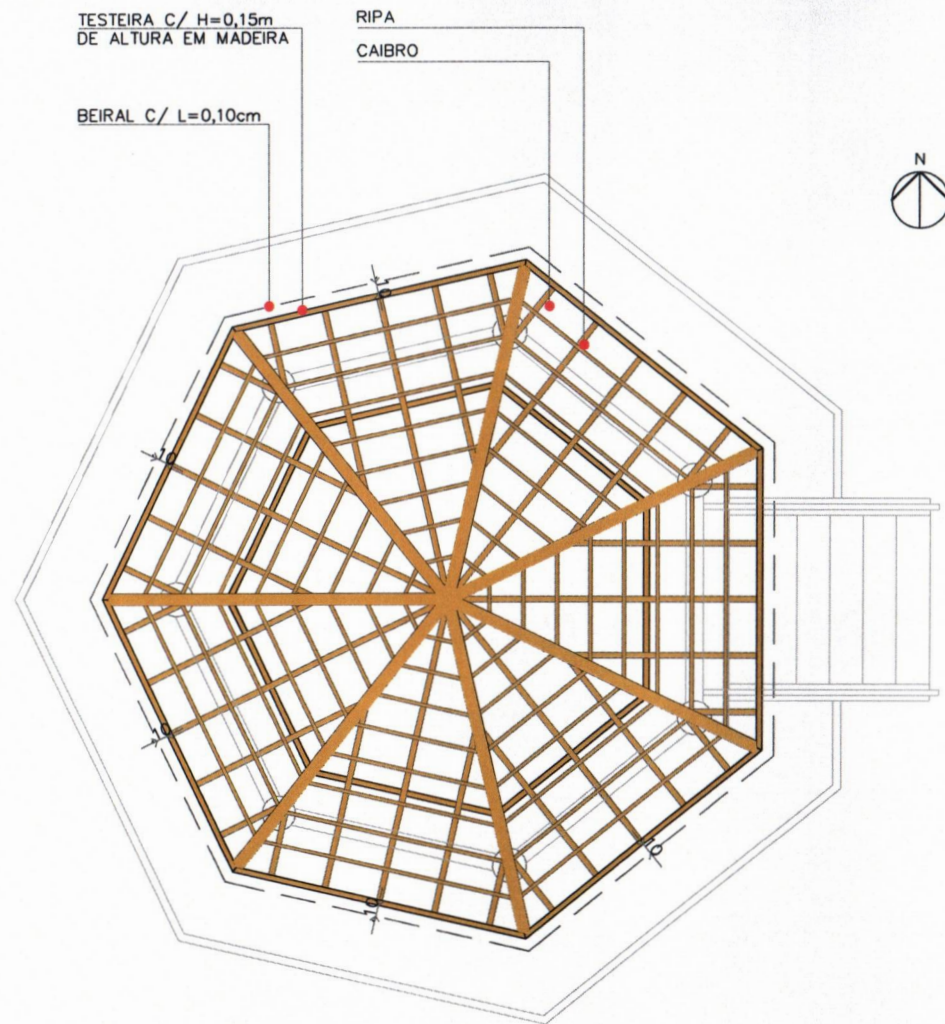 TESTEIRA C/ H=0,15m
DE ALTURA EM MADEIRA
RIPA
CAIBRO
BEIRAL C/ L=0,10cm
N
10
10
10
10
10